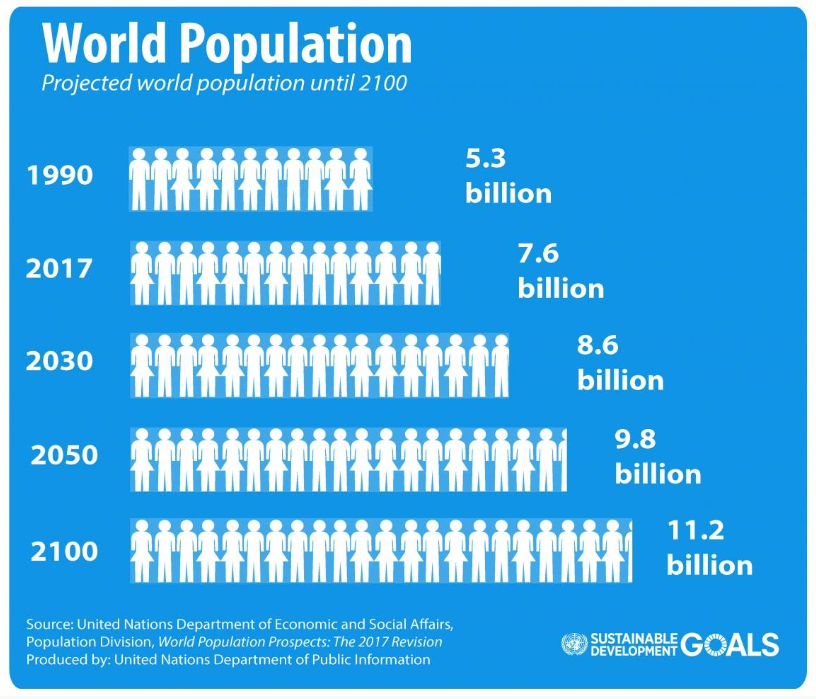 World Population
Projected world population until 2100
1990
5.3
billion
2017
7.6
billion
2030
8.6
billion
2050
9.8
billion
2100
11.2
billion
Source: United Nations Department of Economic and Social Affairs,
Population Division, World Population Prospects: The 2017 Revision
Produced by: United Nations Department of Public Information
SUSTAINABLE
DEVELOPMENT
GOALS